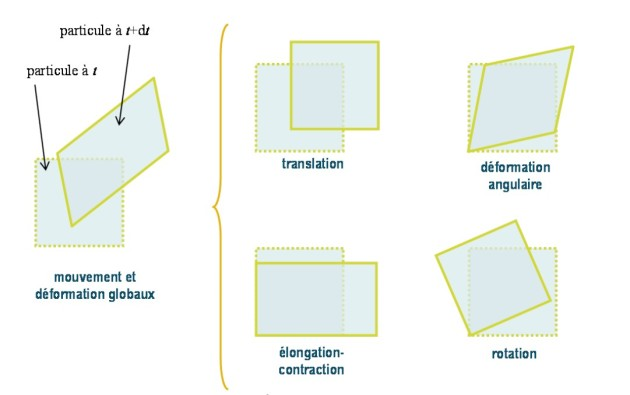 particule à t+dt
particule à t
translation
déformation
angulaire
mouvement et
déformation globaux
élongation-
contraction
rotation